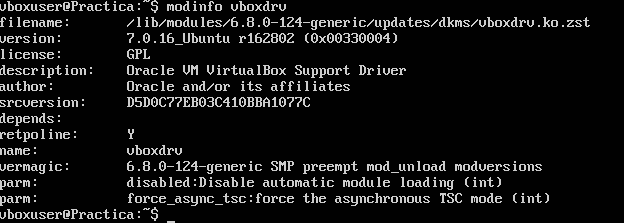 vboxuser@Practica:~$ modinfo vboxdrv
filename:       /lib/modules/6.8.0-124-generic/updates/dkms/vboxdrv.ko.zst
version:        7.0.16_Ubuntu r162802 (0x00330004)
license:        GPL
description:    Oracle VM VirtualBox Support Driver
author:         Oracle and/or its affiliates
srcversion:     D5D0C77EB03C410BBA1077C
depends:
retpoline:      Y
name:           vboxdrv
vermagic:       6.8.0-124-generic SMP preempt mod_unload modversions
parm:           disabled:Disable automatic module loading (int)
parm:           force_async_tsc:force the asynchronous TSC mode (int)
vboxuser@Practica:~$ _